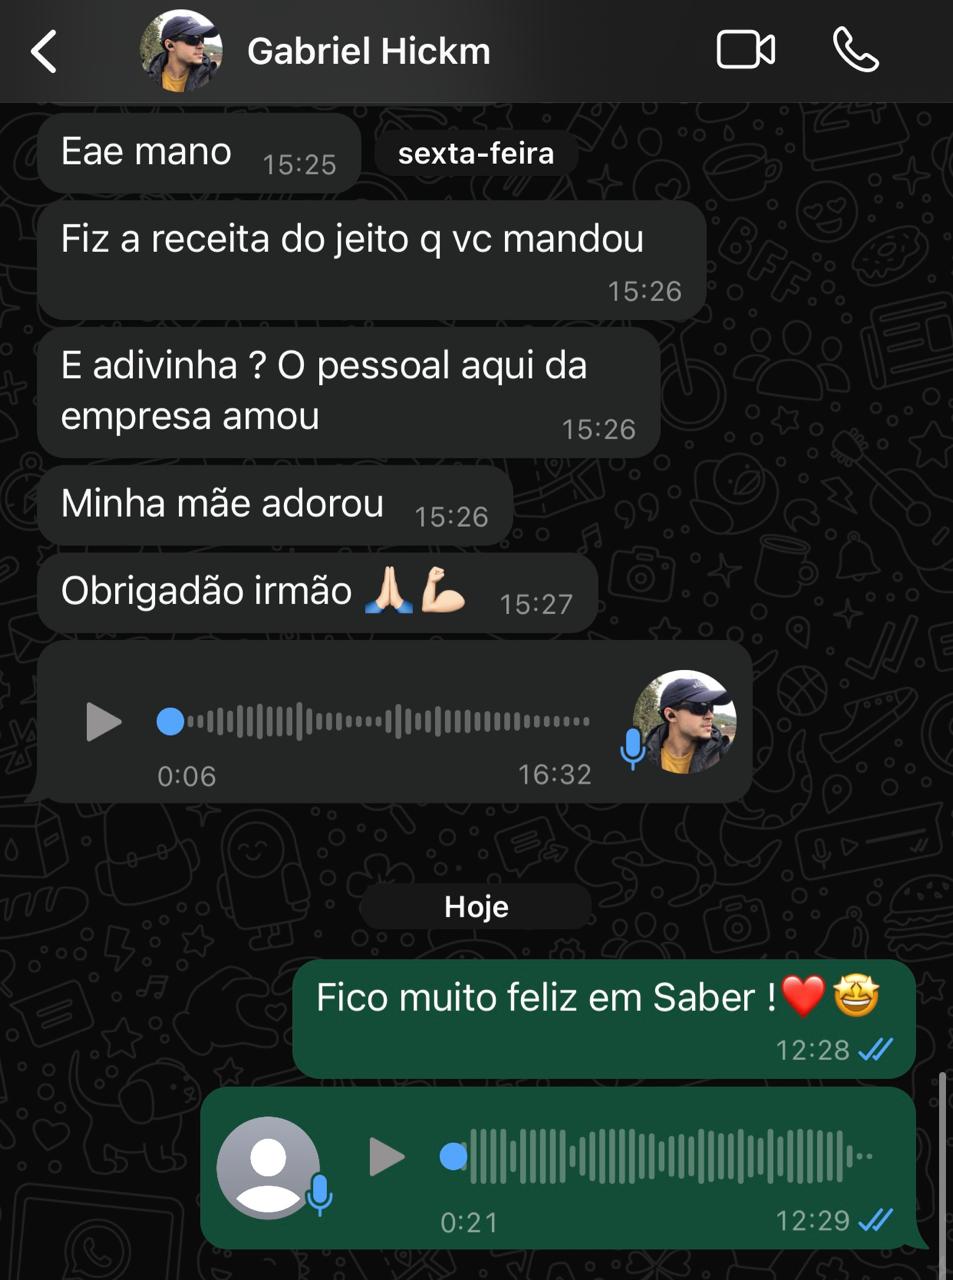 Gabriel Hickm
Eae mano 15:25
sexta-feira
Fiz a receita do jeito q vc mandou
15:26
E adivinha ? O pessoal aqui da
empresa amou 15:26
Minha mãe adorou 15:26
Obrigadão irmão 🙏🏻💪🏻 15:27
0:06 16:32
Hoje
Fico muito feliz em Saber !❤️🤩
12:28
0:21 12:29